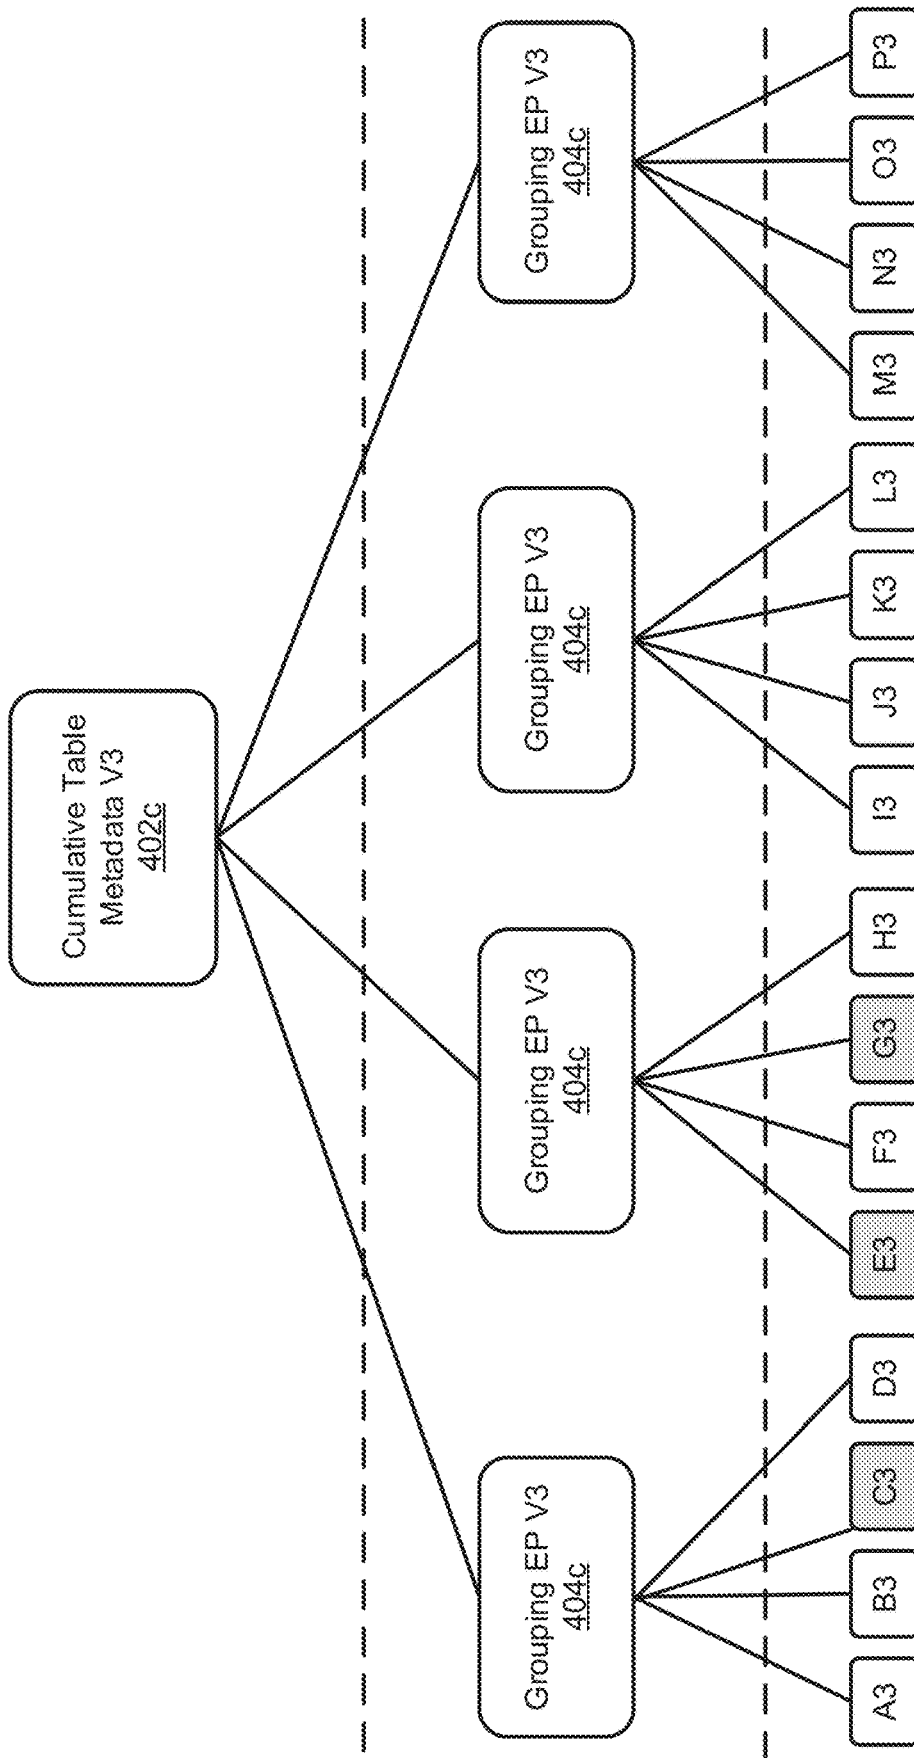 Cumulative Table
Metadata V3
402c
Grouping EP V3
404c
Grouping EP V3
404c
Grouping EP V3
404c
Grouping EP V3
404c
A3
B3
C3
D3
E3
F3
G3
H3
I3
J3
K3
L3
M3
N3
O3
P3